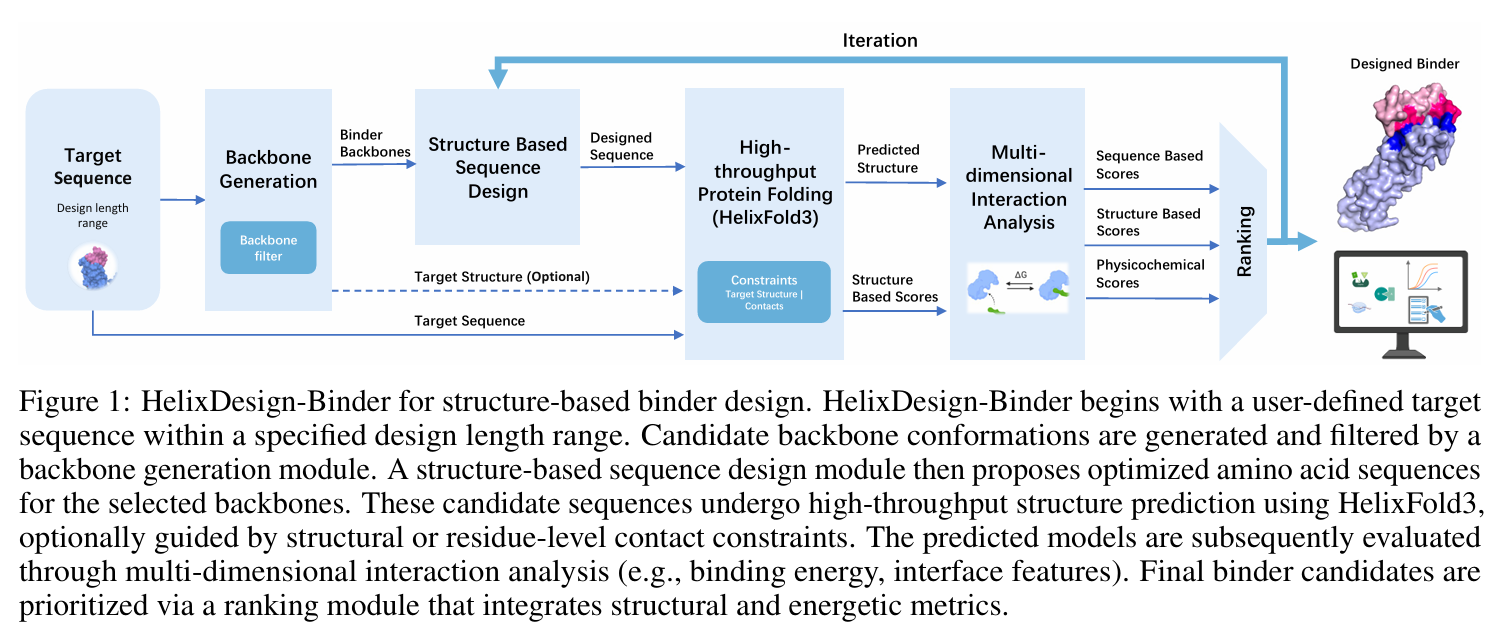 Iteration
Designed Binder
Target
Sequence
Design length
range
Backbone
Generation
Backbone
filter
Binder
Backbones
Structure Based
Sequence
Design
Designed
Sequence
Target Structure (Optional)
Target Sequence
High-
throughput
Protein Folding
(HelixFold3)
Constraints
Target Structure |
Contacts
Predicted
Structure
Structure
Based Scores
Multi-
dimensional
Interaction
Analysis
ΔG
Sequence Based
Scores
Structure Based
Scores
Physicochemical
Scores
Ranking
Figure 1: HelixDesign-Binder for structure-based binder design. HelixDesign-Binder begins with a user-defined target
sequence within a specified design length range. Candidate backbone conformations are generated and filtered by a
backbone generation module. A structure-based sequence design module then proposes optimized amino acid sequences
for the selected backbones. These candidate sequences undergo high-throughput structure prediction using HelixFold3,
optionally guided by structural or residue-level contact constraints. The predicted models are subsequently evaluated
through multi-dimensional interaction analysis (e.g., binding energy, interface features). Final binder candidates are
prioritized via a ranking module that integrates structural and energetic metrics.